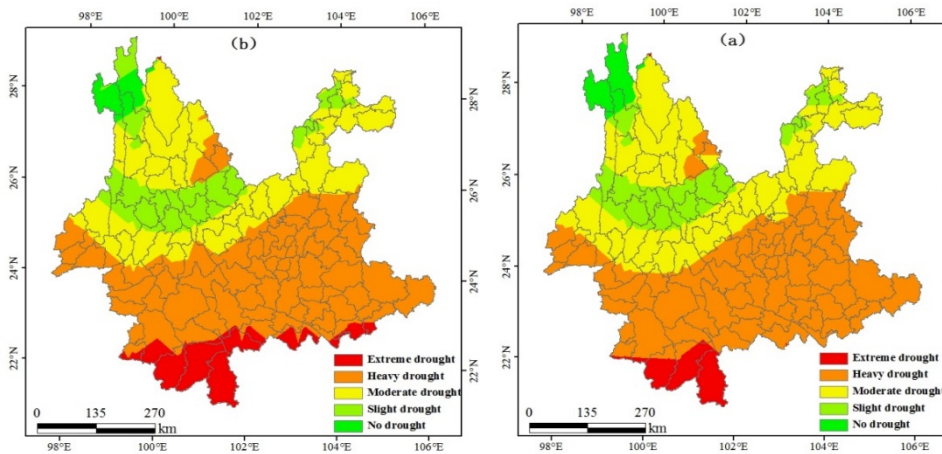 98°E 100°E 102°E 104°E
98°E 100°E 102°E 104°E
(b)
(a)
28°N 26°N 24°N 22°N
28°N 26°N 24°N 22°N
28°N 26°N 24°N 22°N
Extreme drought
Heavy drought
Moderate drought
Slight drought
No drought
0 135 270
km
Extreme drought
Heavy drought
Moderate drought
Slight drought
No drought
0 135 270
km
98°E 100°E 102°E 104°E 106°E
98°E 100°E 102°E 104°E 106°E